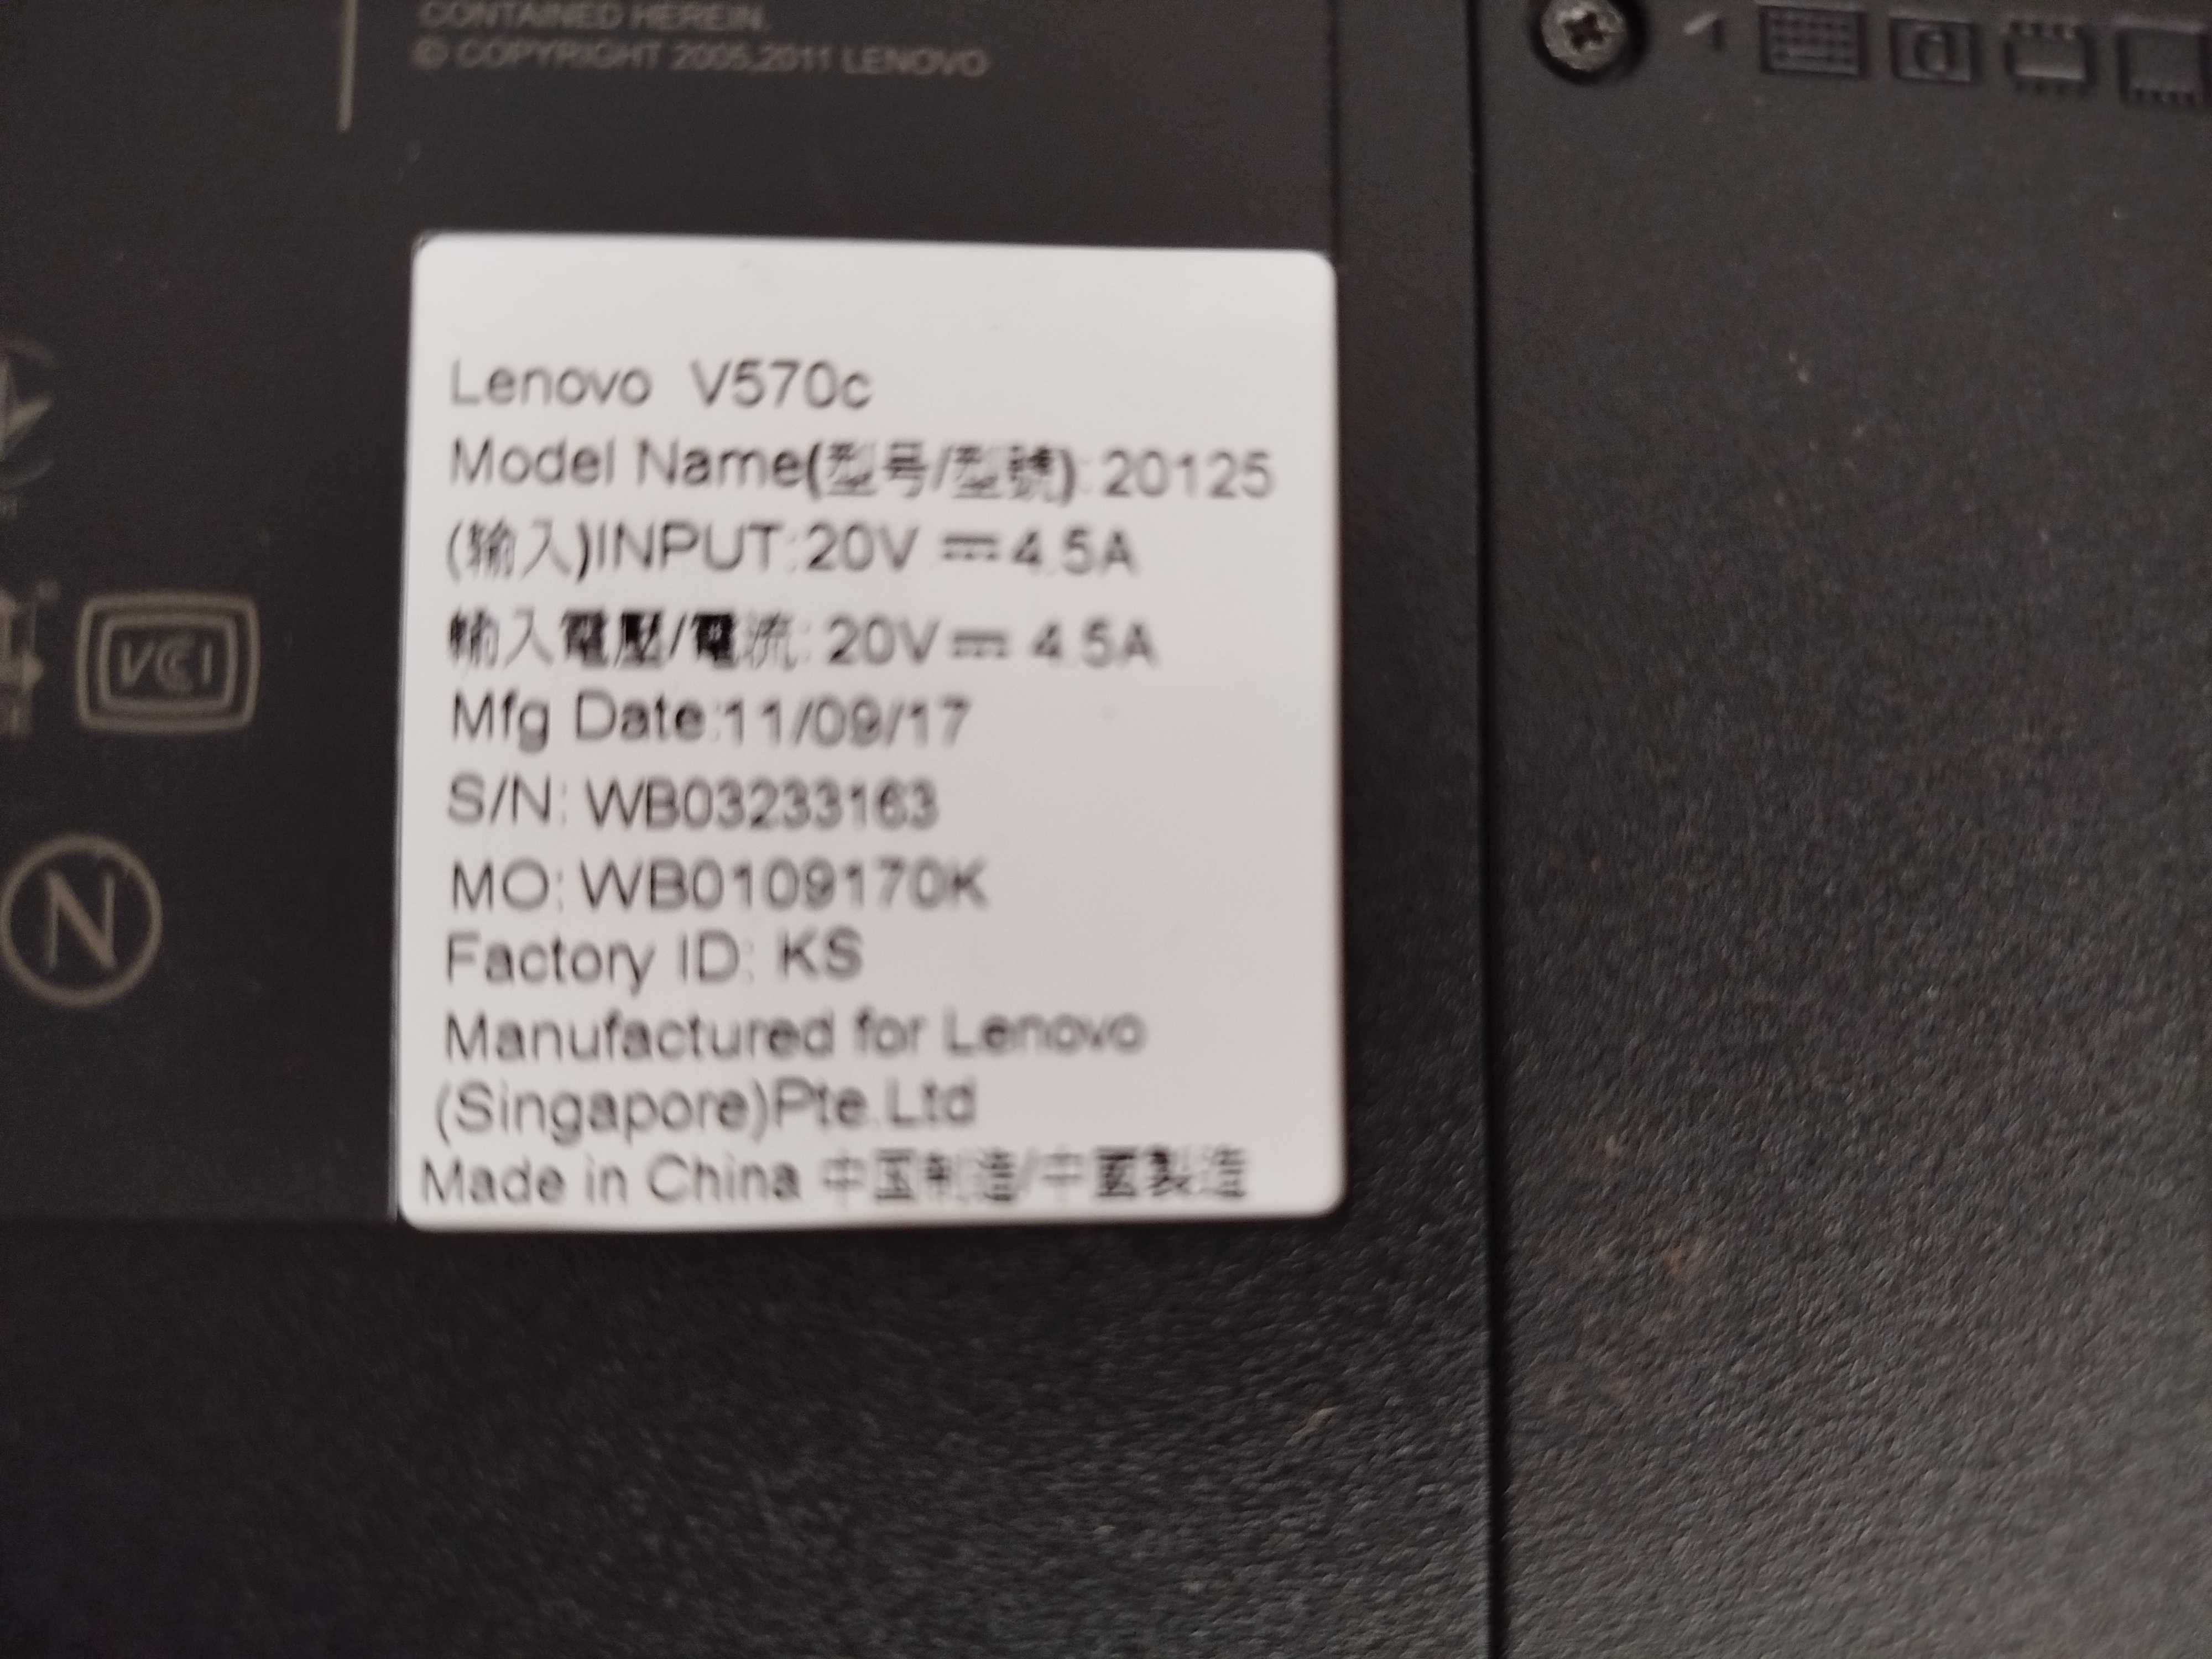 CONTAINED HEREIN.
© COPYRIGHT 2005,2011 LENOVO
1
Lenovo V570c
Model Name(型号/型號): 20125
(输入)INPUT:20V ⎓4.5A
輸入電壓/電流: 20V⎓ 4.5A
Mfg Date:11/09/17
S/N: WB03233163
MO: WB0109170K
Factory ID: KS
Manufactured for Lenovo
(Singapore)Pte.Ltd
Made in China 中国制造/中國製造
VCCI
N